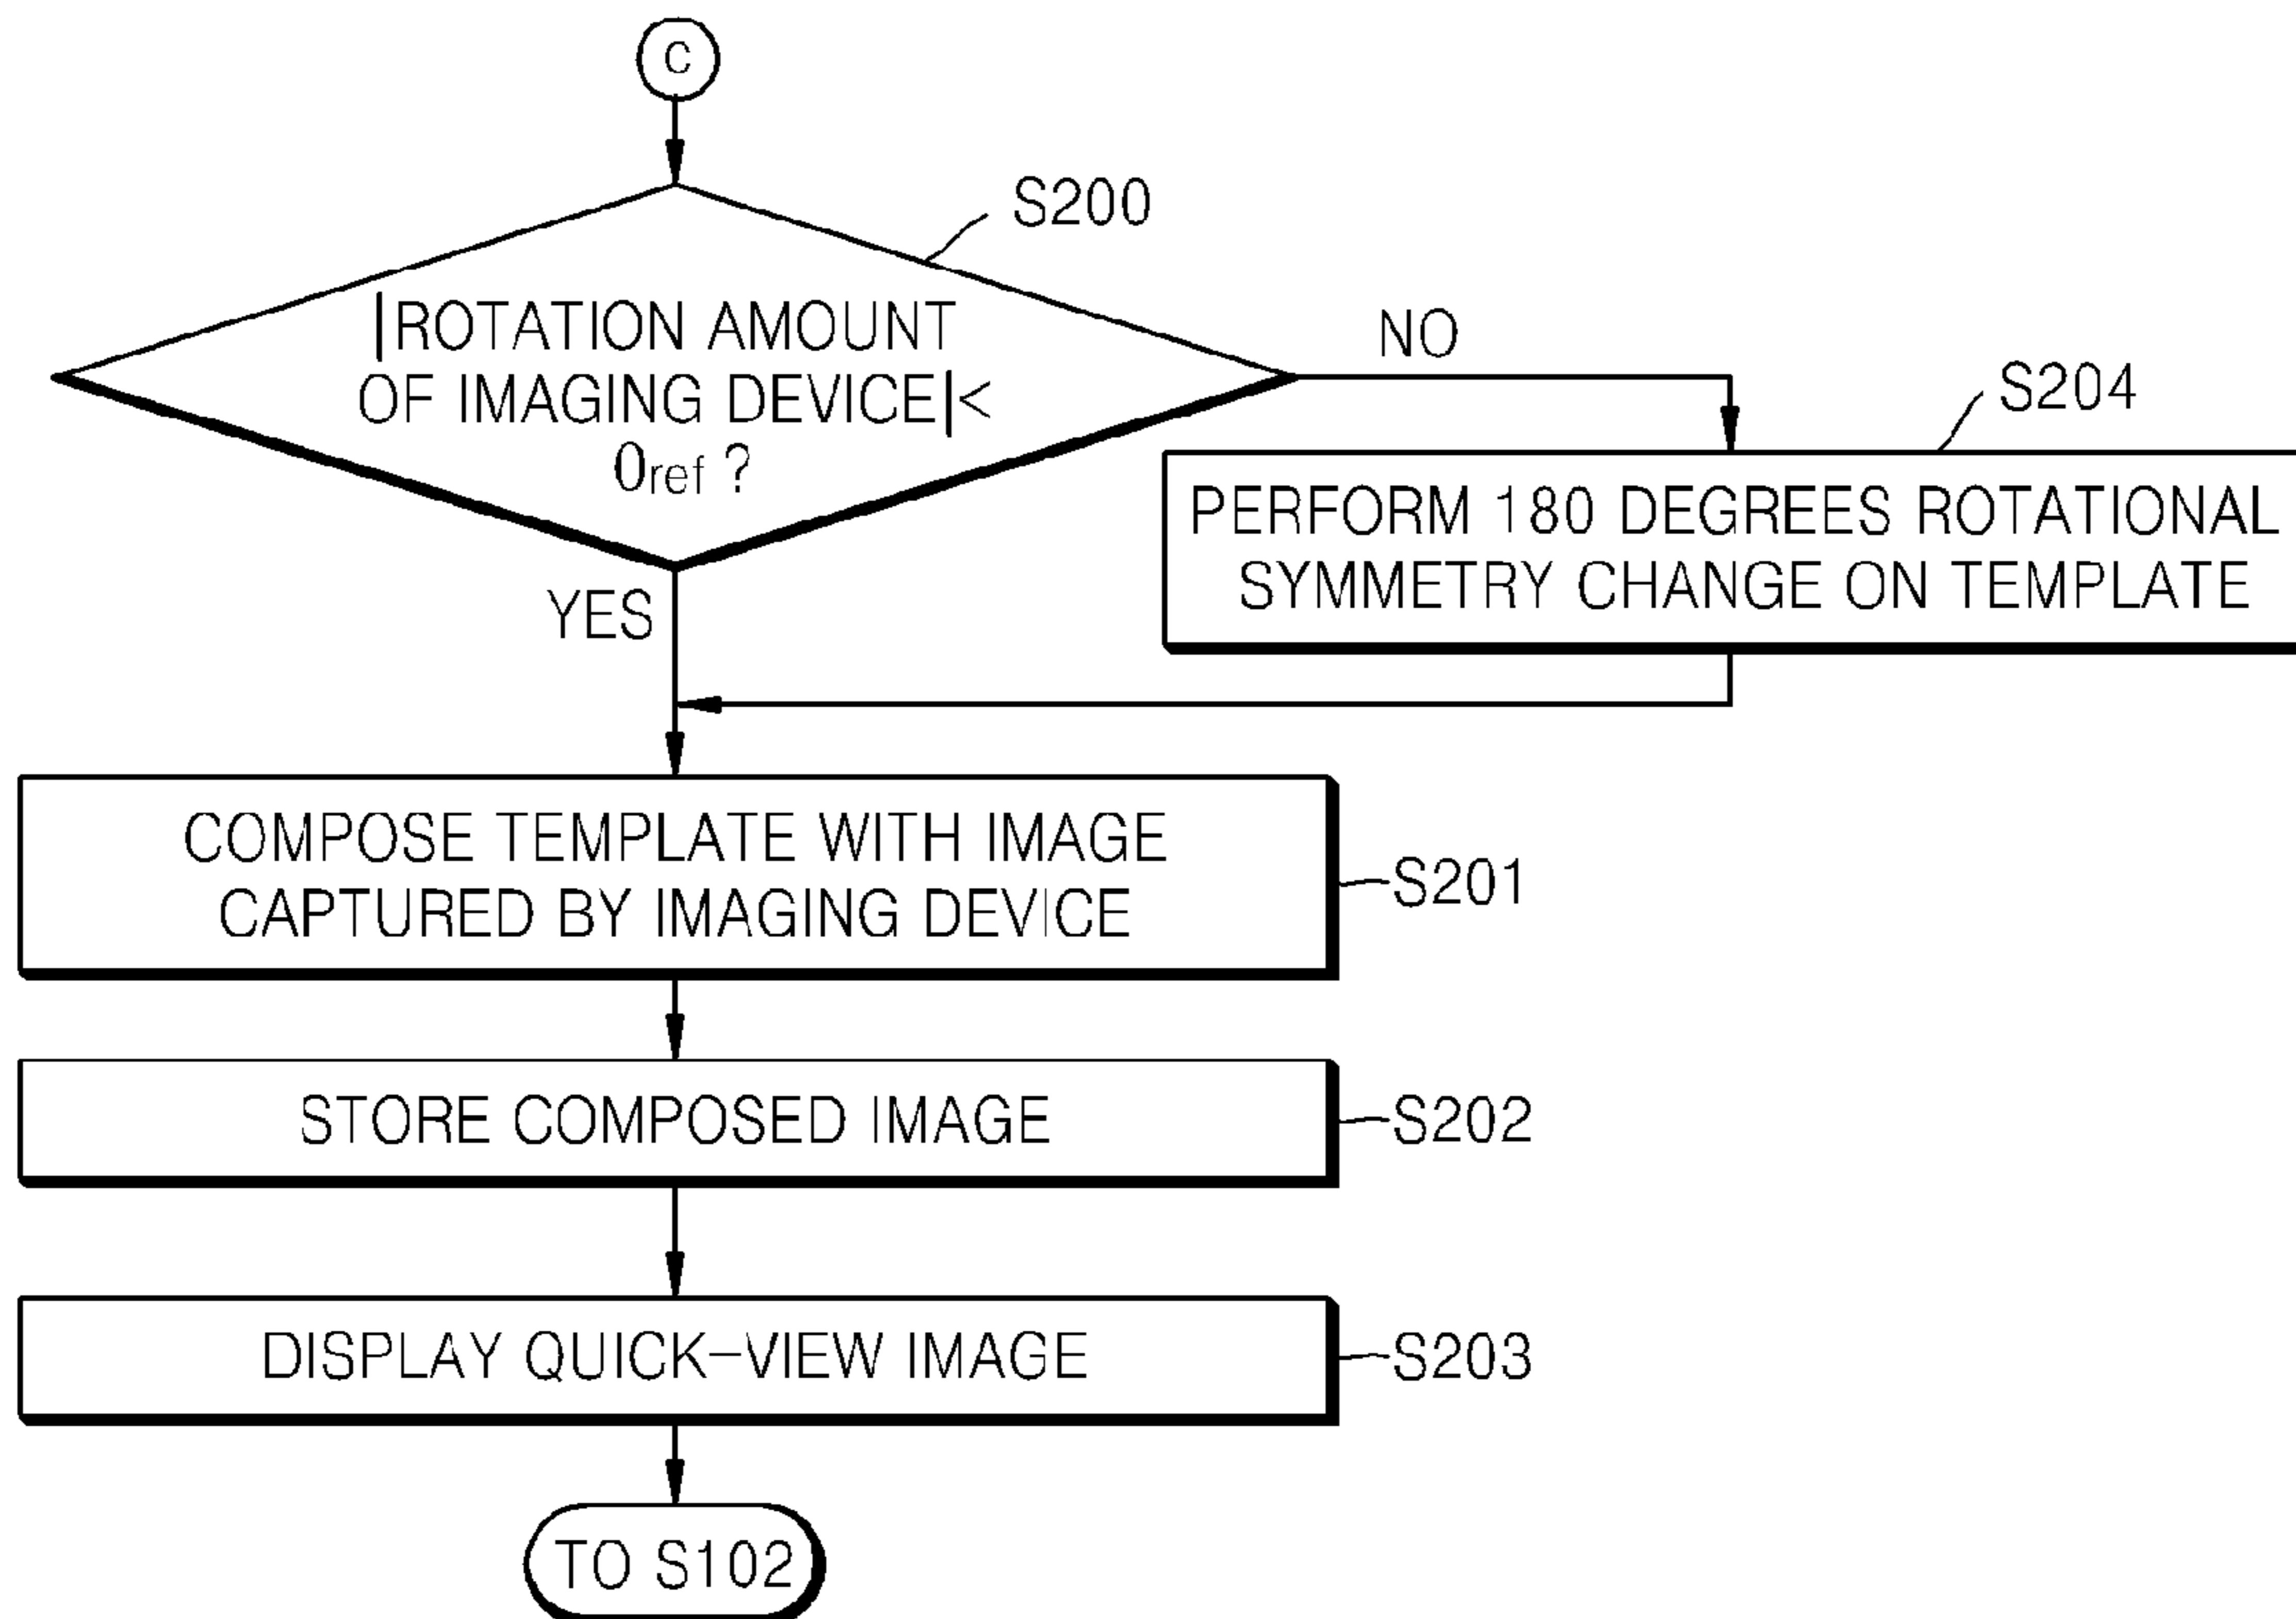 C
S200
|ROTATION AMOUNT
OF IMAGING DEVICE|<
0ref ?
NO
S204
PERFORM 180 DEGREES ROTATIONAL
SYMMETRY CHANGE ON TEMPLATE
YES
COMPOSE TEMPLATE WITH IMAGE
CAPTURED BY IMAGING DEVICE
S201
STORE COMPOSED IMAGE
S202
DISPLAY QUICK-VIEW IMAGE
S203
TO S102